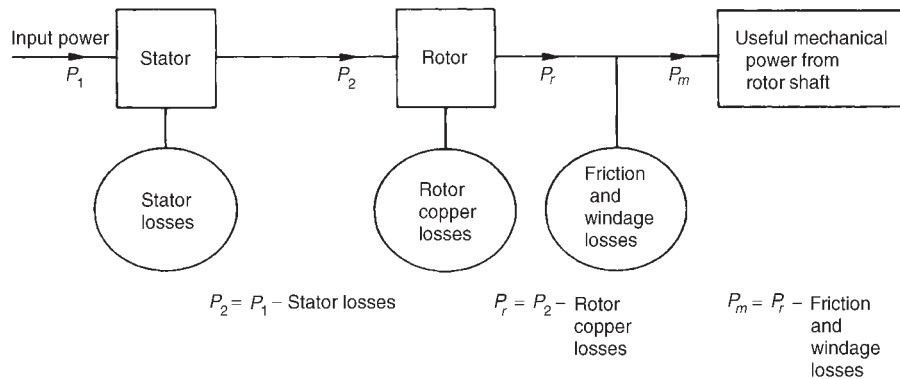 Input power
P₁
Stator
P₂
Rotor
Pᵣ
Pₘ
Useful mechanical
power from
rotor shaft
Stator
losses
Rotor
copper
losses
Friction
and
windage
losses
P₂ = P₁ – Stator losses
Pᵣ = P₂ – Rotor
copper
losses
Pₘ = Pᵣ – Friction
and
windage
losses